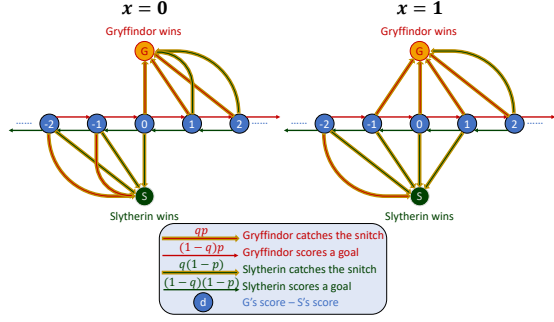 x = 0
x = 1
Gryffindor wins
Gryffindor wins
G
G
...... -2 -1 0 1 2 ......
...... -2 -1 0 1 2 ......
S
S
Slytherin wins
Slytherin wins
qp Gryffindor catches the snitch
(1 − q)p Gryffindor scores a goal
q(1 − p) Slytherin catches the snitch
(1 − q)(1 − p) Slytherin scores a goal
d G's score – S's score